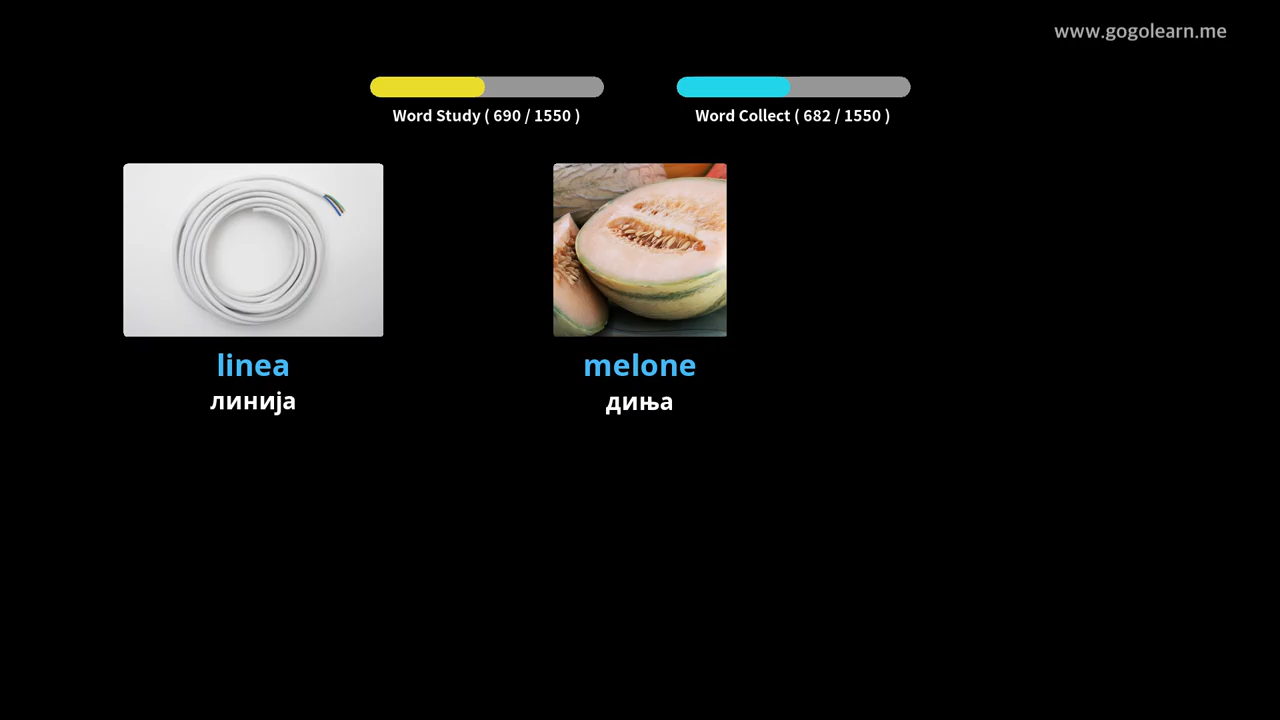 www.gogolearn.me
Word Study ( 690 / 1550 )
Word Collect ( 682 / 1550 )
linea
линија
melone
диња